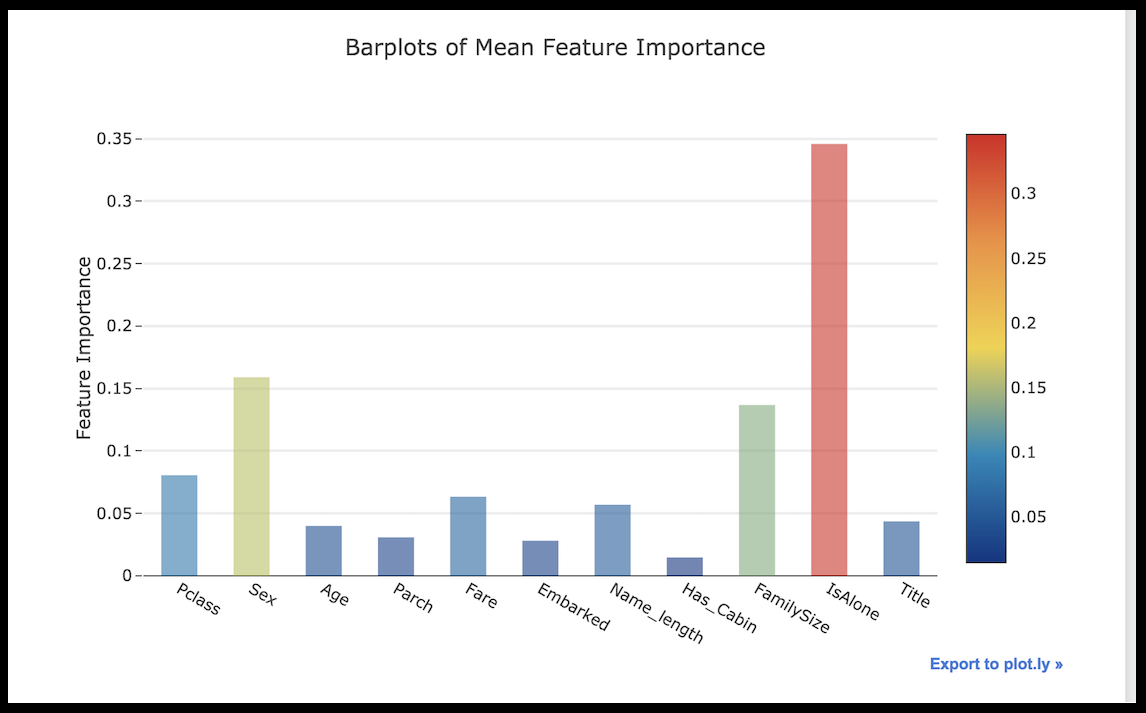 Barplots of Mean Feature Importance
0.35
0.3
0.25
0.2
0.15
0.1
0.05
0
Feature Importance
Pclass
Sex
Age
Parch
Fare
Embarked
Name_length
Has_Cabin
FamilySize
IsAlone
Title
0.3
0.25
0.2
0.15
0.1
0.05
Export to plot.ly »